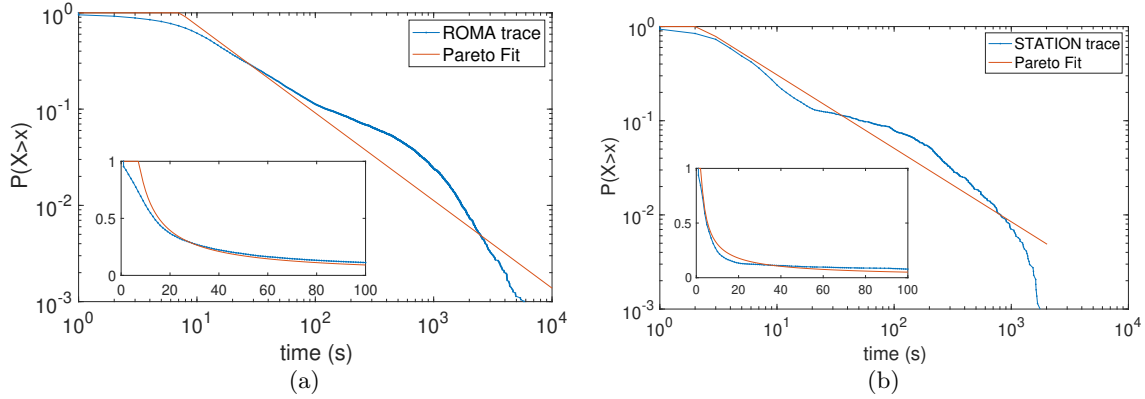 10^0
10^-1
10^-2
10^-3
P(X>x)
ROMA trace
Pareto Fit
1
0.5
0
0 20 40 60 80 100
10^0 10^1 10^2 10^3 10^4
time (s)
(a)
10^0
10^-1
10^-2
10^-3
P(X>x)
STATION trace
Pareto Fit
1
0.5
0
0 20 40 60 80 100
10^0 10^1 10^2 10^3 10^4
time (s)
(b)